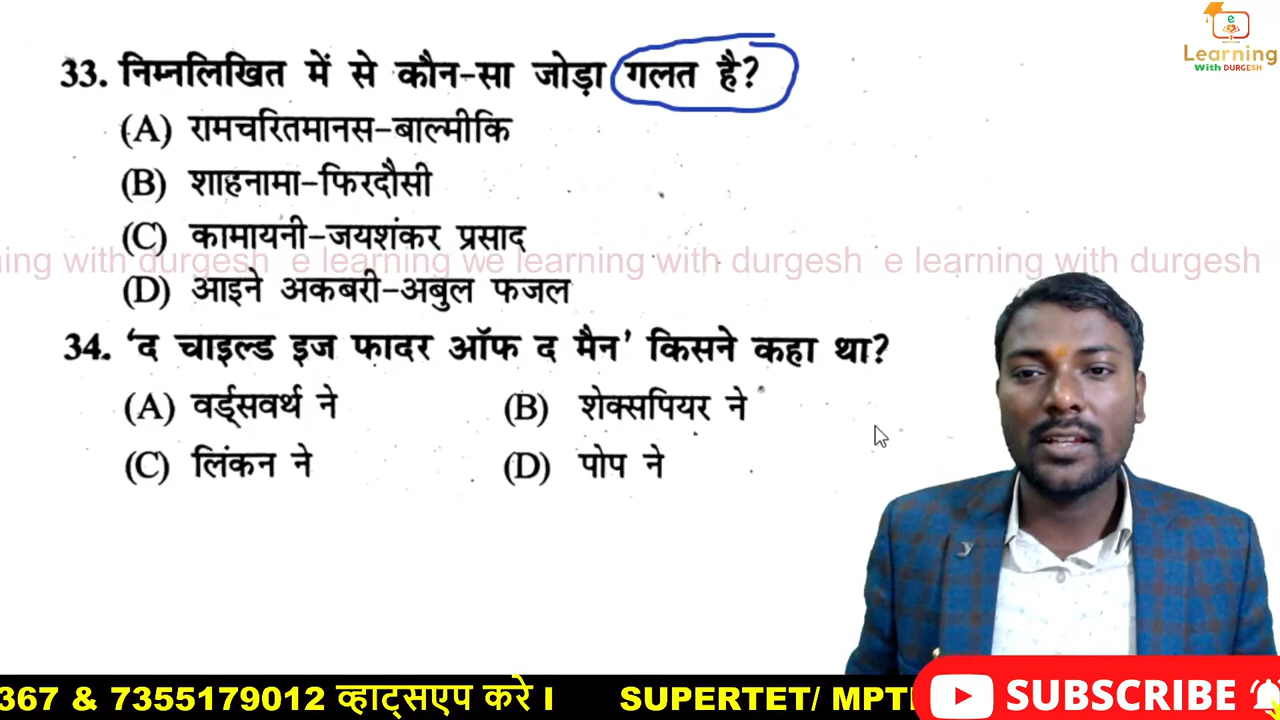 e
Learning
With DURGESH
33. निम्नलिखित में से कौन-सा जोड़ा गलत है?
(A) रामचरितमानस-बाल्मीकि
(B) शाहनामा-फिरदौसी
(C) कामायनी-जयशंकर प्रसाद
ning with durgesh e learning we learning with durgesh e learning with durgesh
(D) आइने अकबरी-अबुल फजल
34. ‘द चाइल्ड इज फादर ऑफ द मैन’ किसने कहा था?
(A) वर्ड्सवर्थ ने (B) शेक्सपियर ने
(C) लिंकन ने (D) पोप ने
367 & 7355179012 व्हाट्सएप करे I SUPERTET/ MPT
SUBSCRIBE